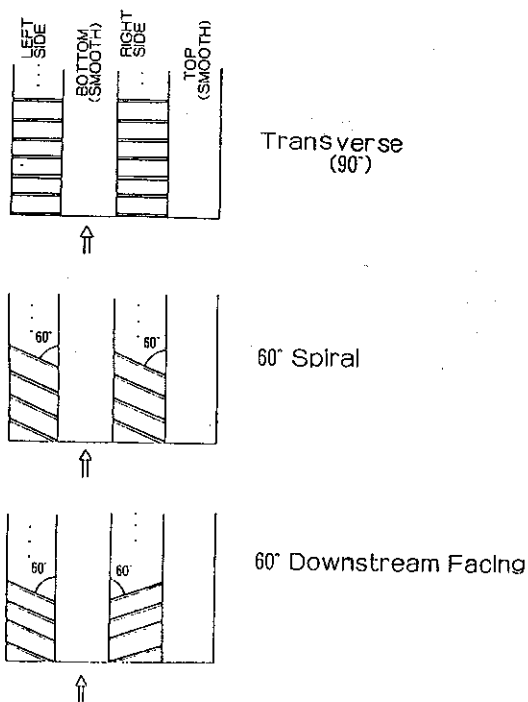 LEFT
SIDE
BOTTOM
(SMOOTH)
RIGHT
SIDE
TOP
(SMOOTH)
Transverse
(90°)
60° 60°
60° Spiral
60° 60°
60° Downstream Facing